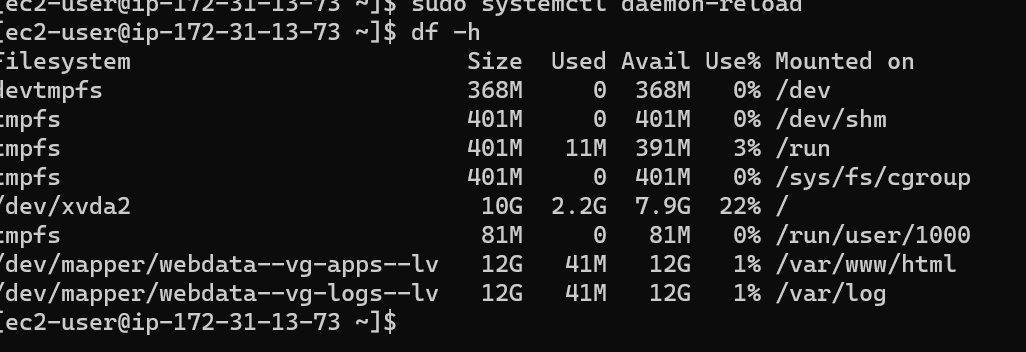 [ec2-user@ip-172-31-13-73 ~]$ sudo systemctl daemon-reload
[ec2-user@ip-172-31-13-73 ~]$ df -h
Filesystem Size Used Avail Use% Mounted on
devtmpfs 368M 0 368M 0% /dev
tmpfs 401M 0 401M 0% /dev/shm
tmpfs 401M 11M 391M 3% /run
tmpfs 401M 0 401M 0% /sys/fs/cgroup
/dev/xvda2 10G 2.2G 7.9G 22% /
tmpfs 81M 0 81M 0% /run/user/1000
/dev/mapper/webdata--vg-apps--lv 12G 41M 12G 1% /var/www/html
/dev/mapper/webdata--vg-logs--lv 12G 41M 12G 1% /var/log
[ec2-user@ip-172-31-13-73 ~]$